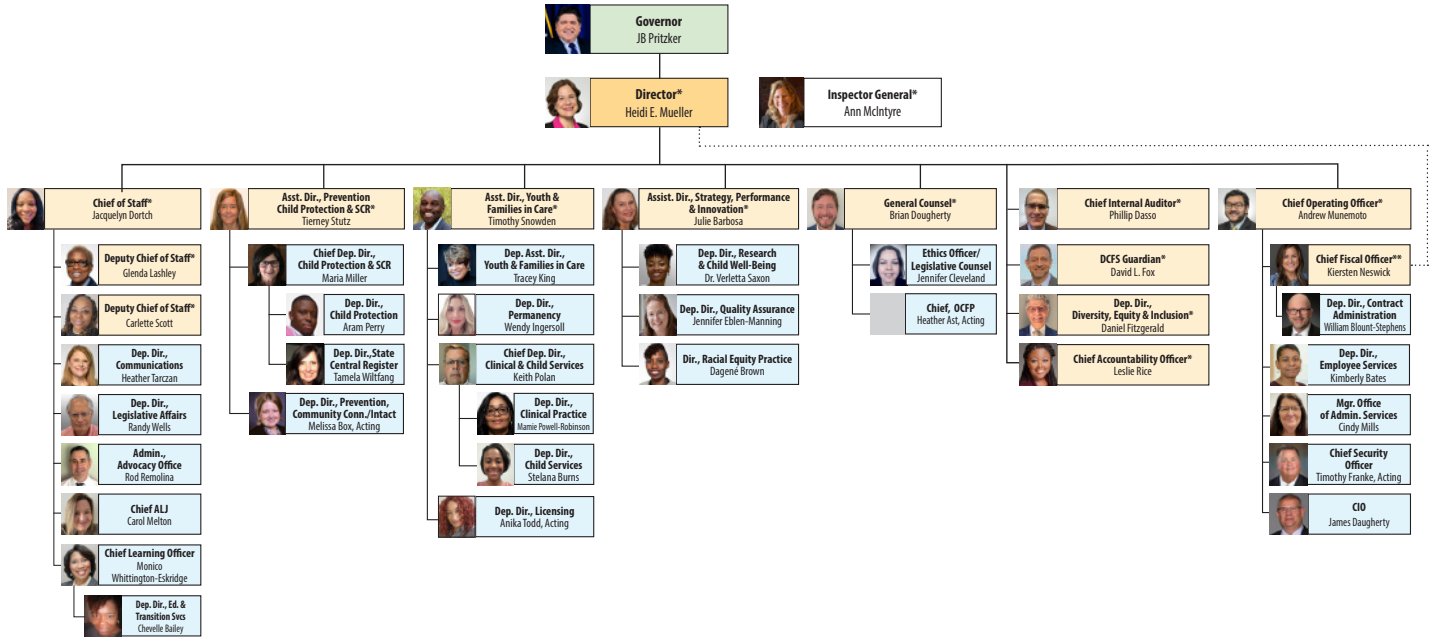 Governor
JB Pritzker
Director*
Heidi E. Mueller
Inspector General*
Ann McIntyre
Chief of Staff*
Jacquelyn Dortch
Deputy Chief of Staff*
Glenda Lashley
Deputy Chief of Staff*
Carlette Scott
Dep. Dir.,
Communications
Heather Tarczan
Dep. Dir.,
Legislative Affairs
Randy Wells
Admin.,
Advocacy Office
Rod Remolina
Chief ALJ
Carol Melton
Chief Learning Officer
Monico
Whittington-Eskridge
Dep. Dir., Ed. &
Transition Svcs
Chevelle Bailey
Asst. Dir., Prevention
Child Protection & SCR*
Tierney Stutz
Chief Dep. Dir.,
Child Protection & SCR
Maria Miller
Dep. Dir.,
Child Protection
Aram Perry
Dep. Dir.,State
Central Register
Tamela Wiltfang
Dep. Dir., Prevention,
Community Conn./Intact
Melissa Box, Acting
Asst. Dir., Youth &
Families in Care*
Timothy Snowden
Dep. Asst. Dir.,
Youth & Families in Care
Tracey King
Dep. Dir.,
Permanency
Wendy Ingersoll
Chief Dep. Dir.,
Clinical & Child Services
Keith Polan
Dep. Dir.,
Clinical Practice
Mamie Powell-Robinson
Dep. Dir.,
Child Services
Stelana Burns
Dep. Dir., Licensing
Anika Todd, Acting
Assist. Dir., Strategy, Performance
& Innovation*
Julie Barbosa
Dep. Dir., Research
& Child Well-Being
Dr. Verletta Saxon
Dep. Dir., Quality Assurance
Jennifer Eblen-Manning
Dir., Racial Equity Practice
Dagené Brown
General Counsel*
Brian Dougherty
Ethics Officer/
Legislative Counsel
Jennifer Cleveland
Chief, OCFP
Heather Ast, Acting
Chief Internal Auditor*
Phillip Dasso
DCFS Guardian*
David L. Fox
Dep. Dir.,
Diversity, Equity & Inclusion*
Daniel Fitzgerald
Chief Accountability Officer*
Leslie Rice
Chief Operating Officer*
Andrew Munemoto
Chief Fiscal Officer**
Kiersten Neswick
Dep. Dir., Contract
Administration
William Blount-Stephens
Dep. Dir.,
Employee Services
Kimberly Bates
Mgr. Office
of Admin. Services
Cindy Mills
Chief Security
Officer
Timothy Franke, Acting
CIO
James Daugherty